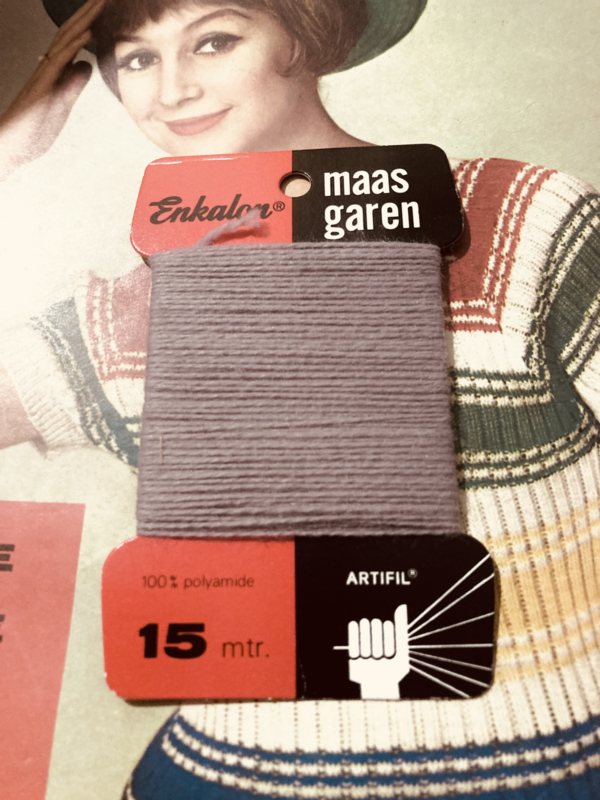 Enkalon®
maas
garen
100% polyamide
15 mtr.
ARTIFIL®